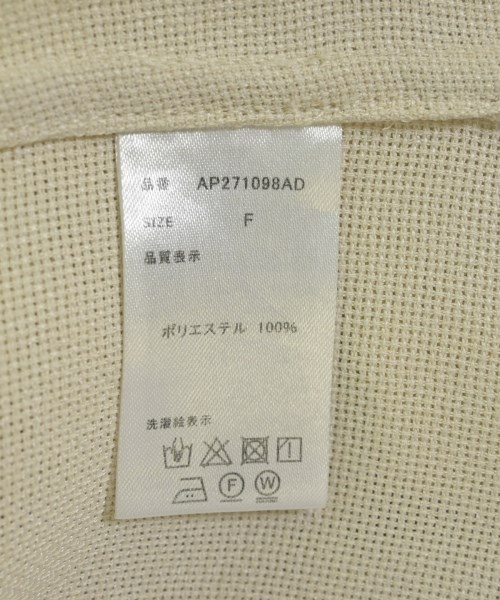 品番 AP271098AD
SIZE F
品質表示
ポリエステル 100%
洗濯絵表示
F W